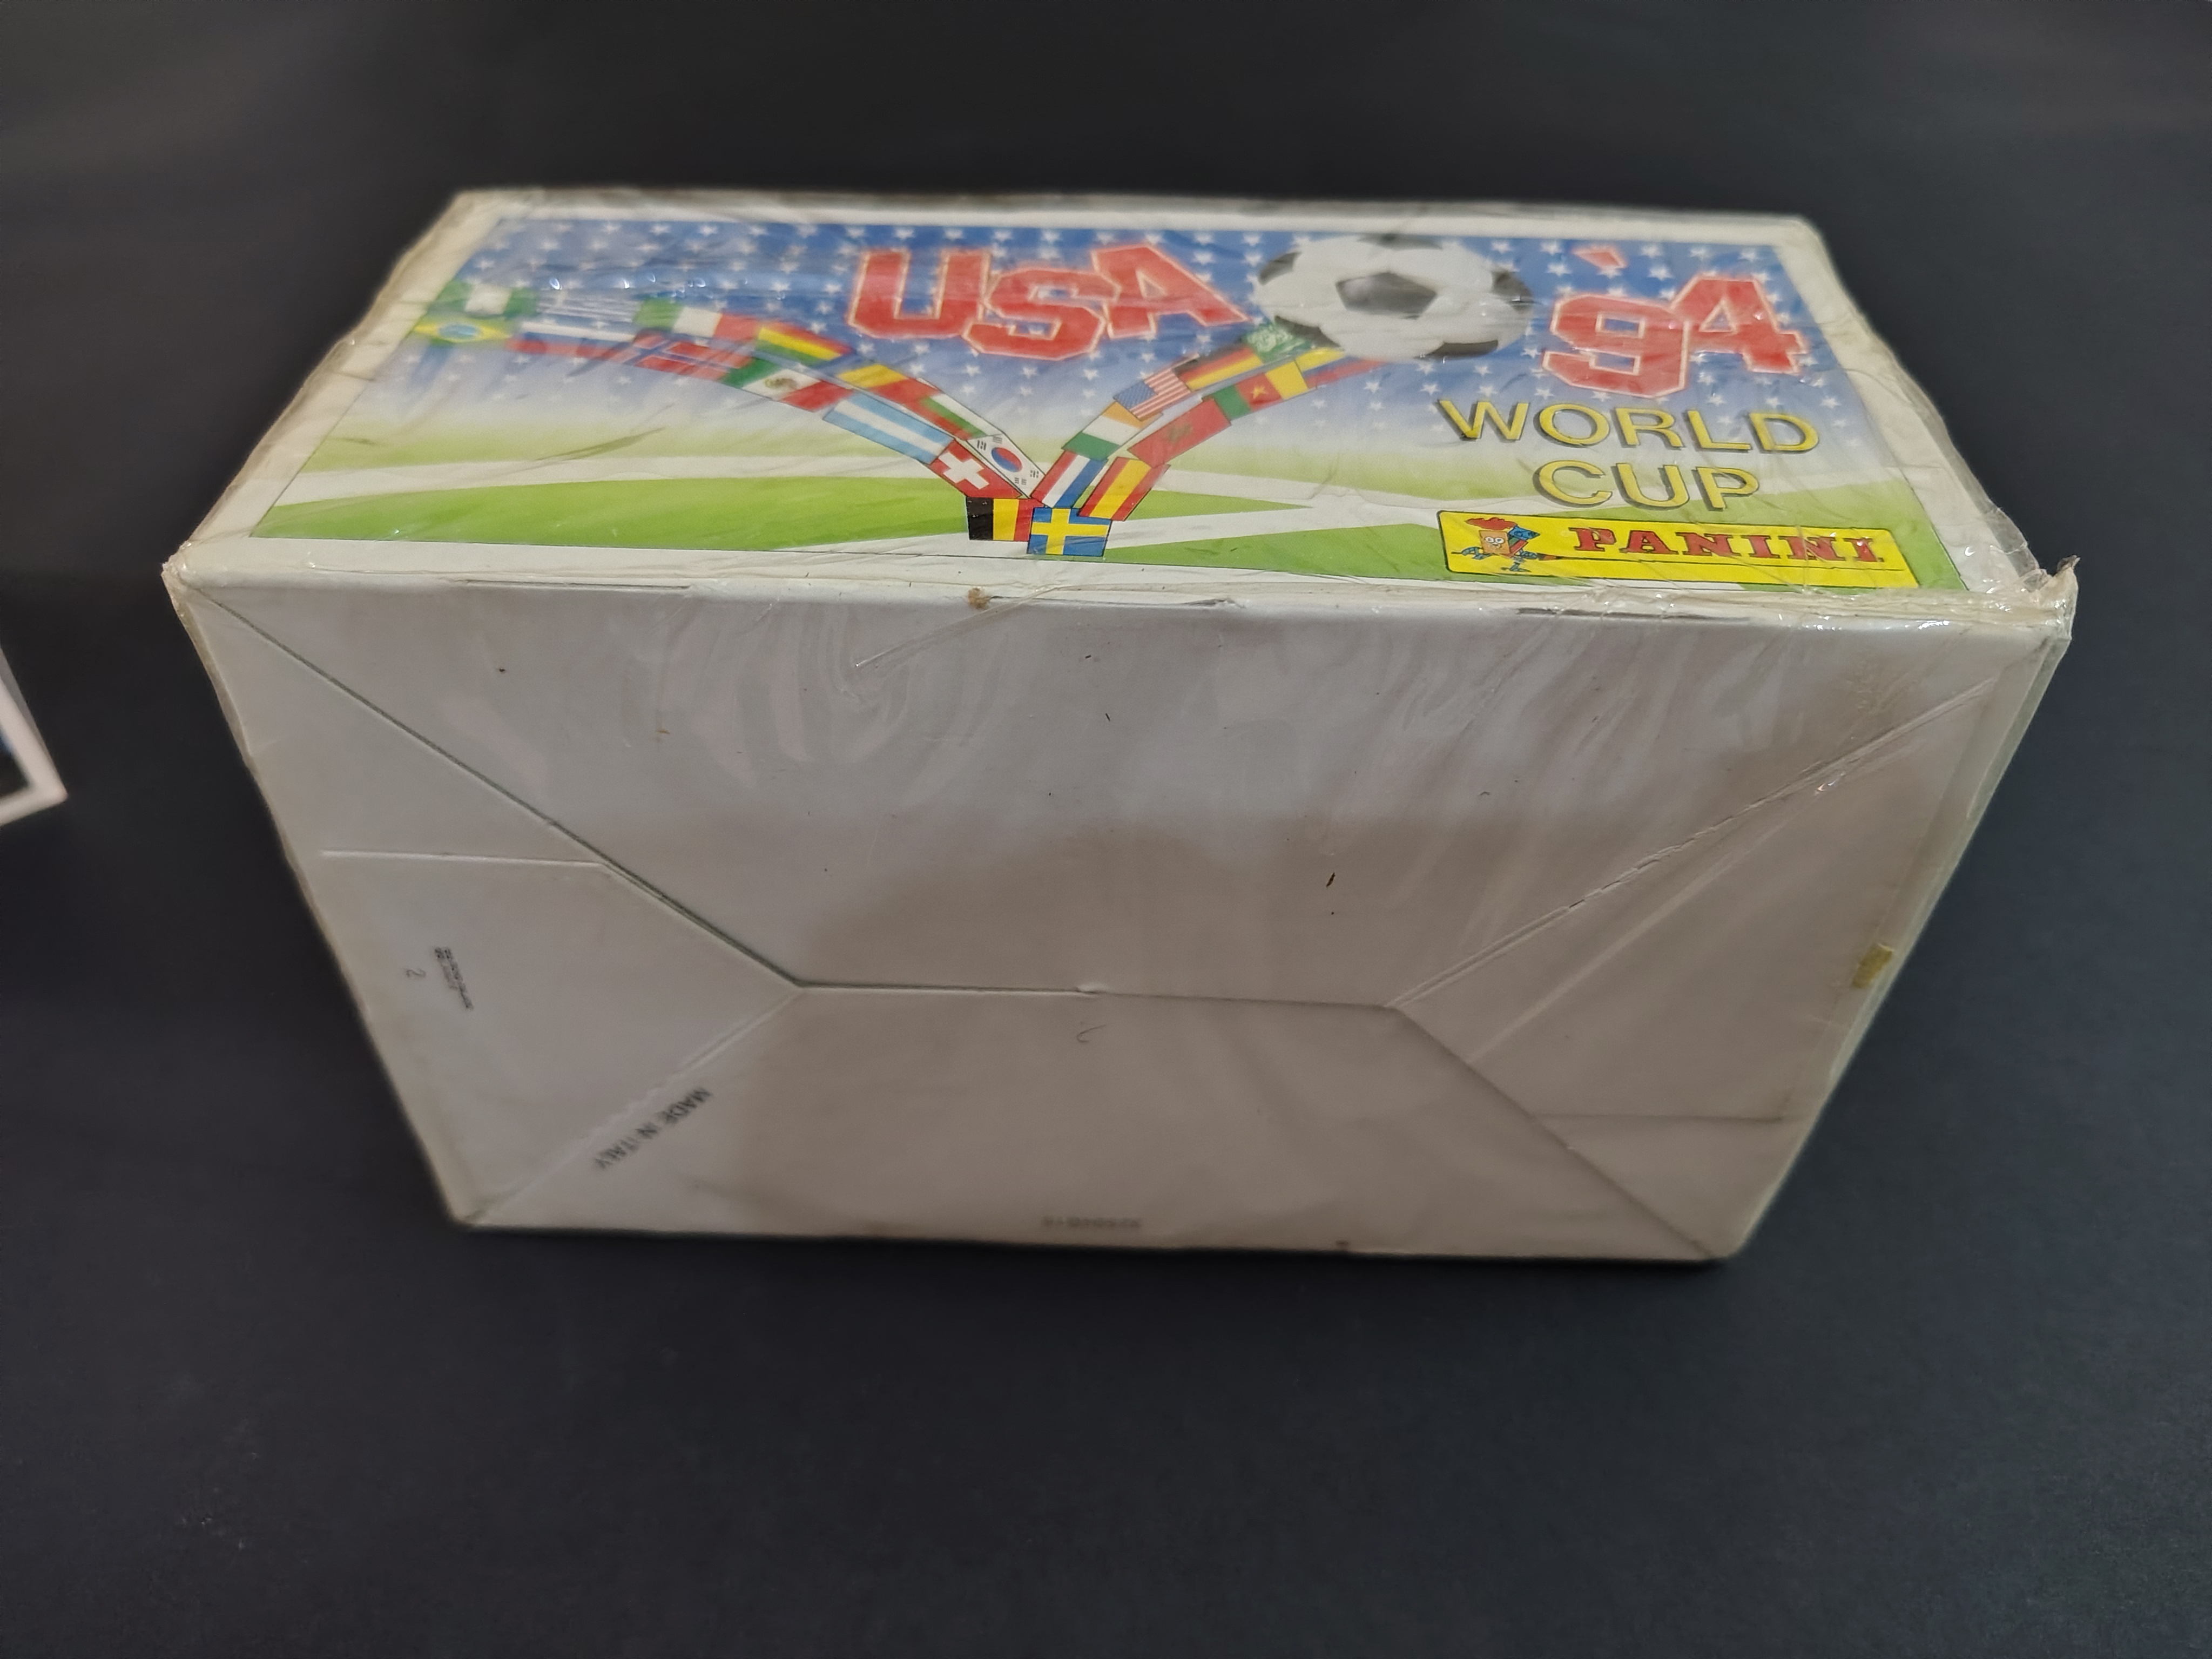 USA '94
WORLD
CUP
PANINI
2
MADE IN ITALY